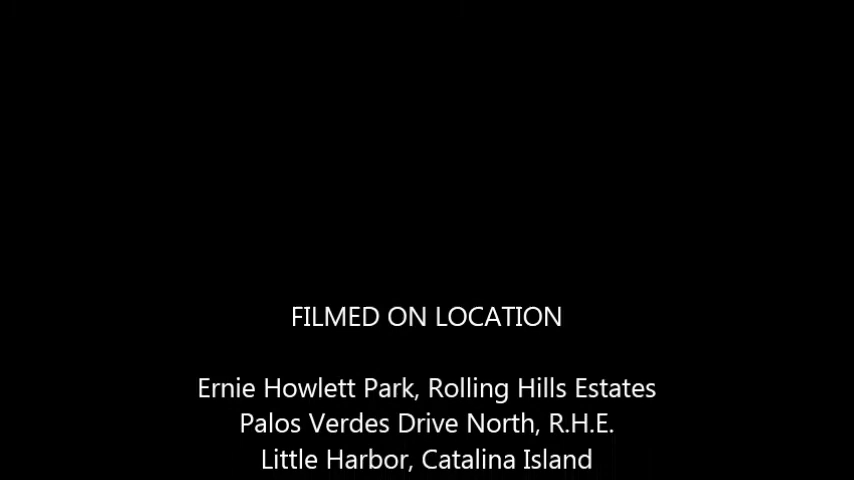 FILMED ON LOCATION
Ernie Howlett Park, Rolling Hills Estates
Palos Verdes Drive North, R.H.E.
Little Harbor, Catalina Island